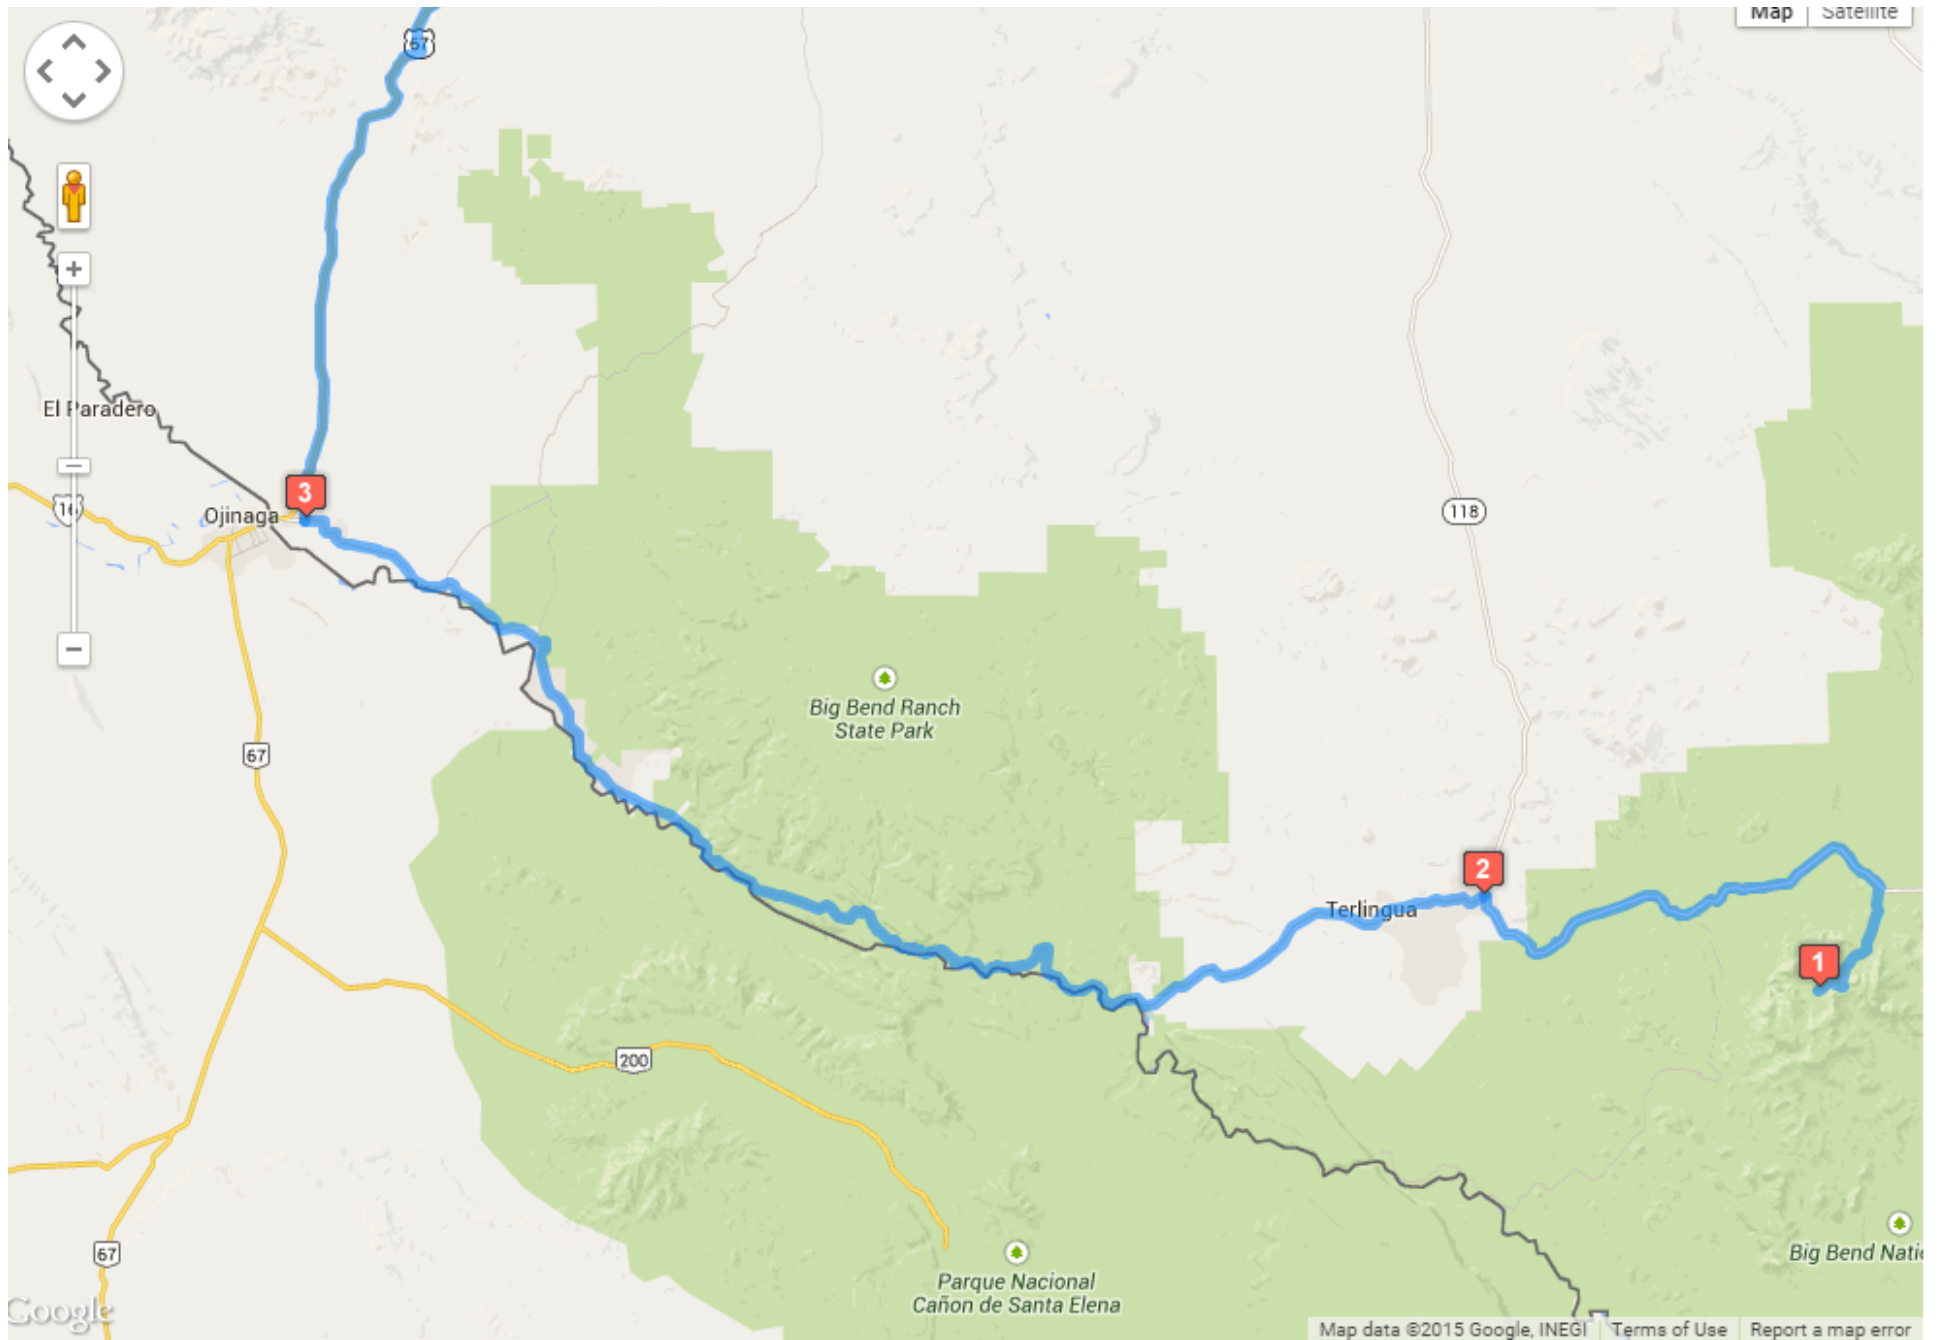 Map
Satellite
67
+
El Paradero
3
16
Ojinaga
118
−
Big Bend Ranch
State Park
67
2
Terlingua
1
200
67
Big Bend Natio
Parque Nacional
Cañon de Santa Elena
Google
Map data ©2015 Google, INEGI
Terms of Use
Report a map error